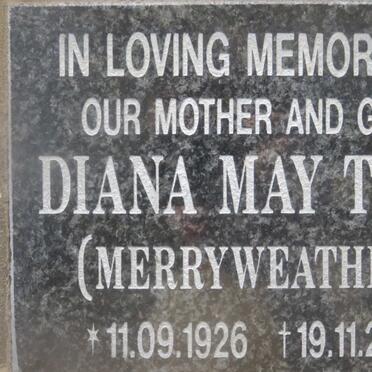 IN LOVING MEMOR
OUR MOTHER AND G
DIANA MAY T
(MERRYWEATH
*11.09.1926 †19.11.2